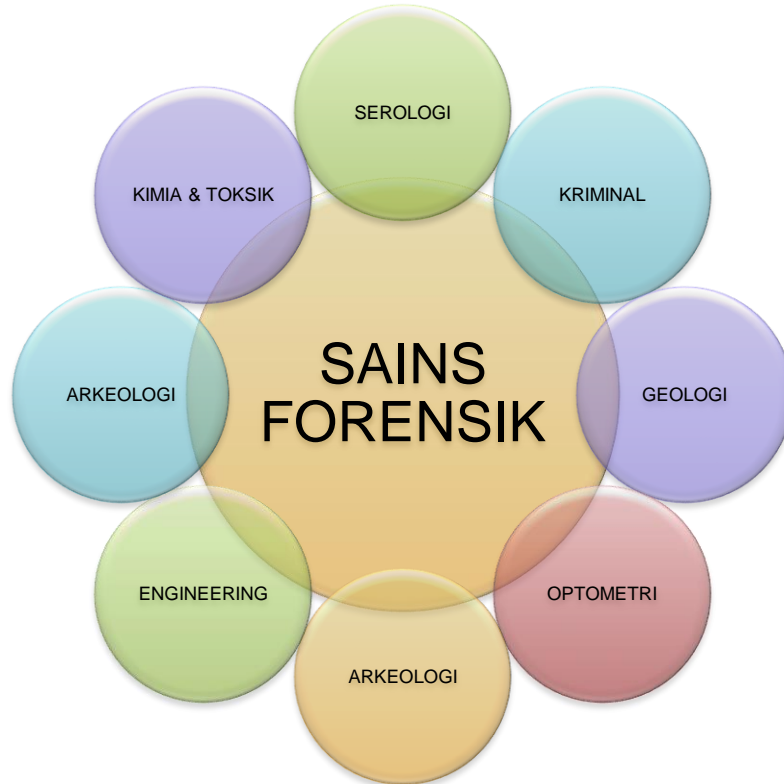 SEROLOGI
KIMIA & TOKSIK
KRIMINAL
SAINS
FORENSIK
ARKEOLOGI
GEOLOGI
ENGINEERING
OPTOMETRI
ARKEOLOGI